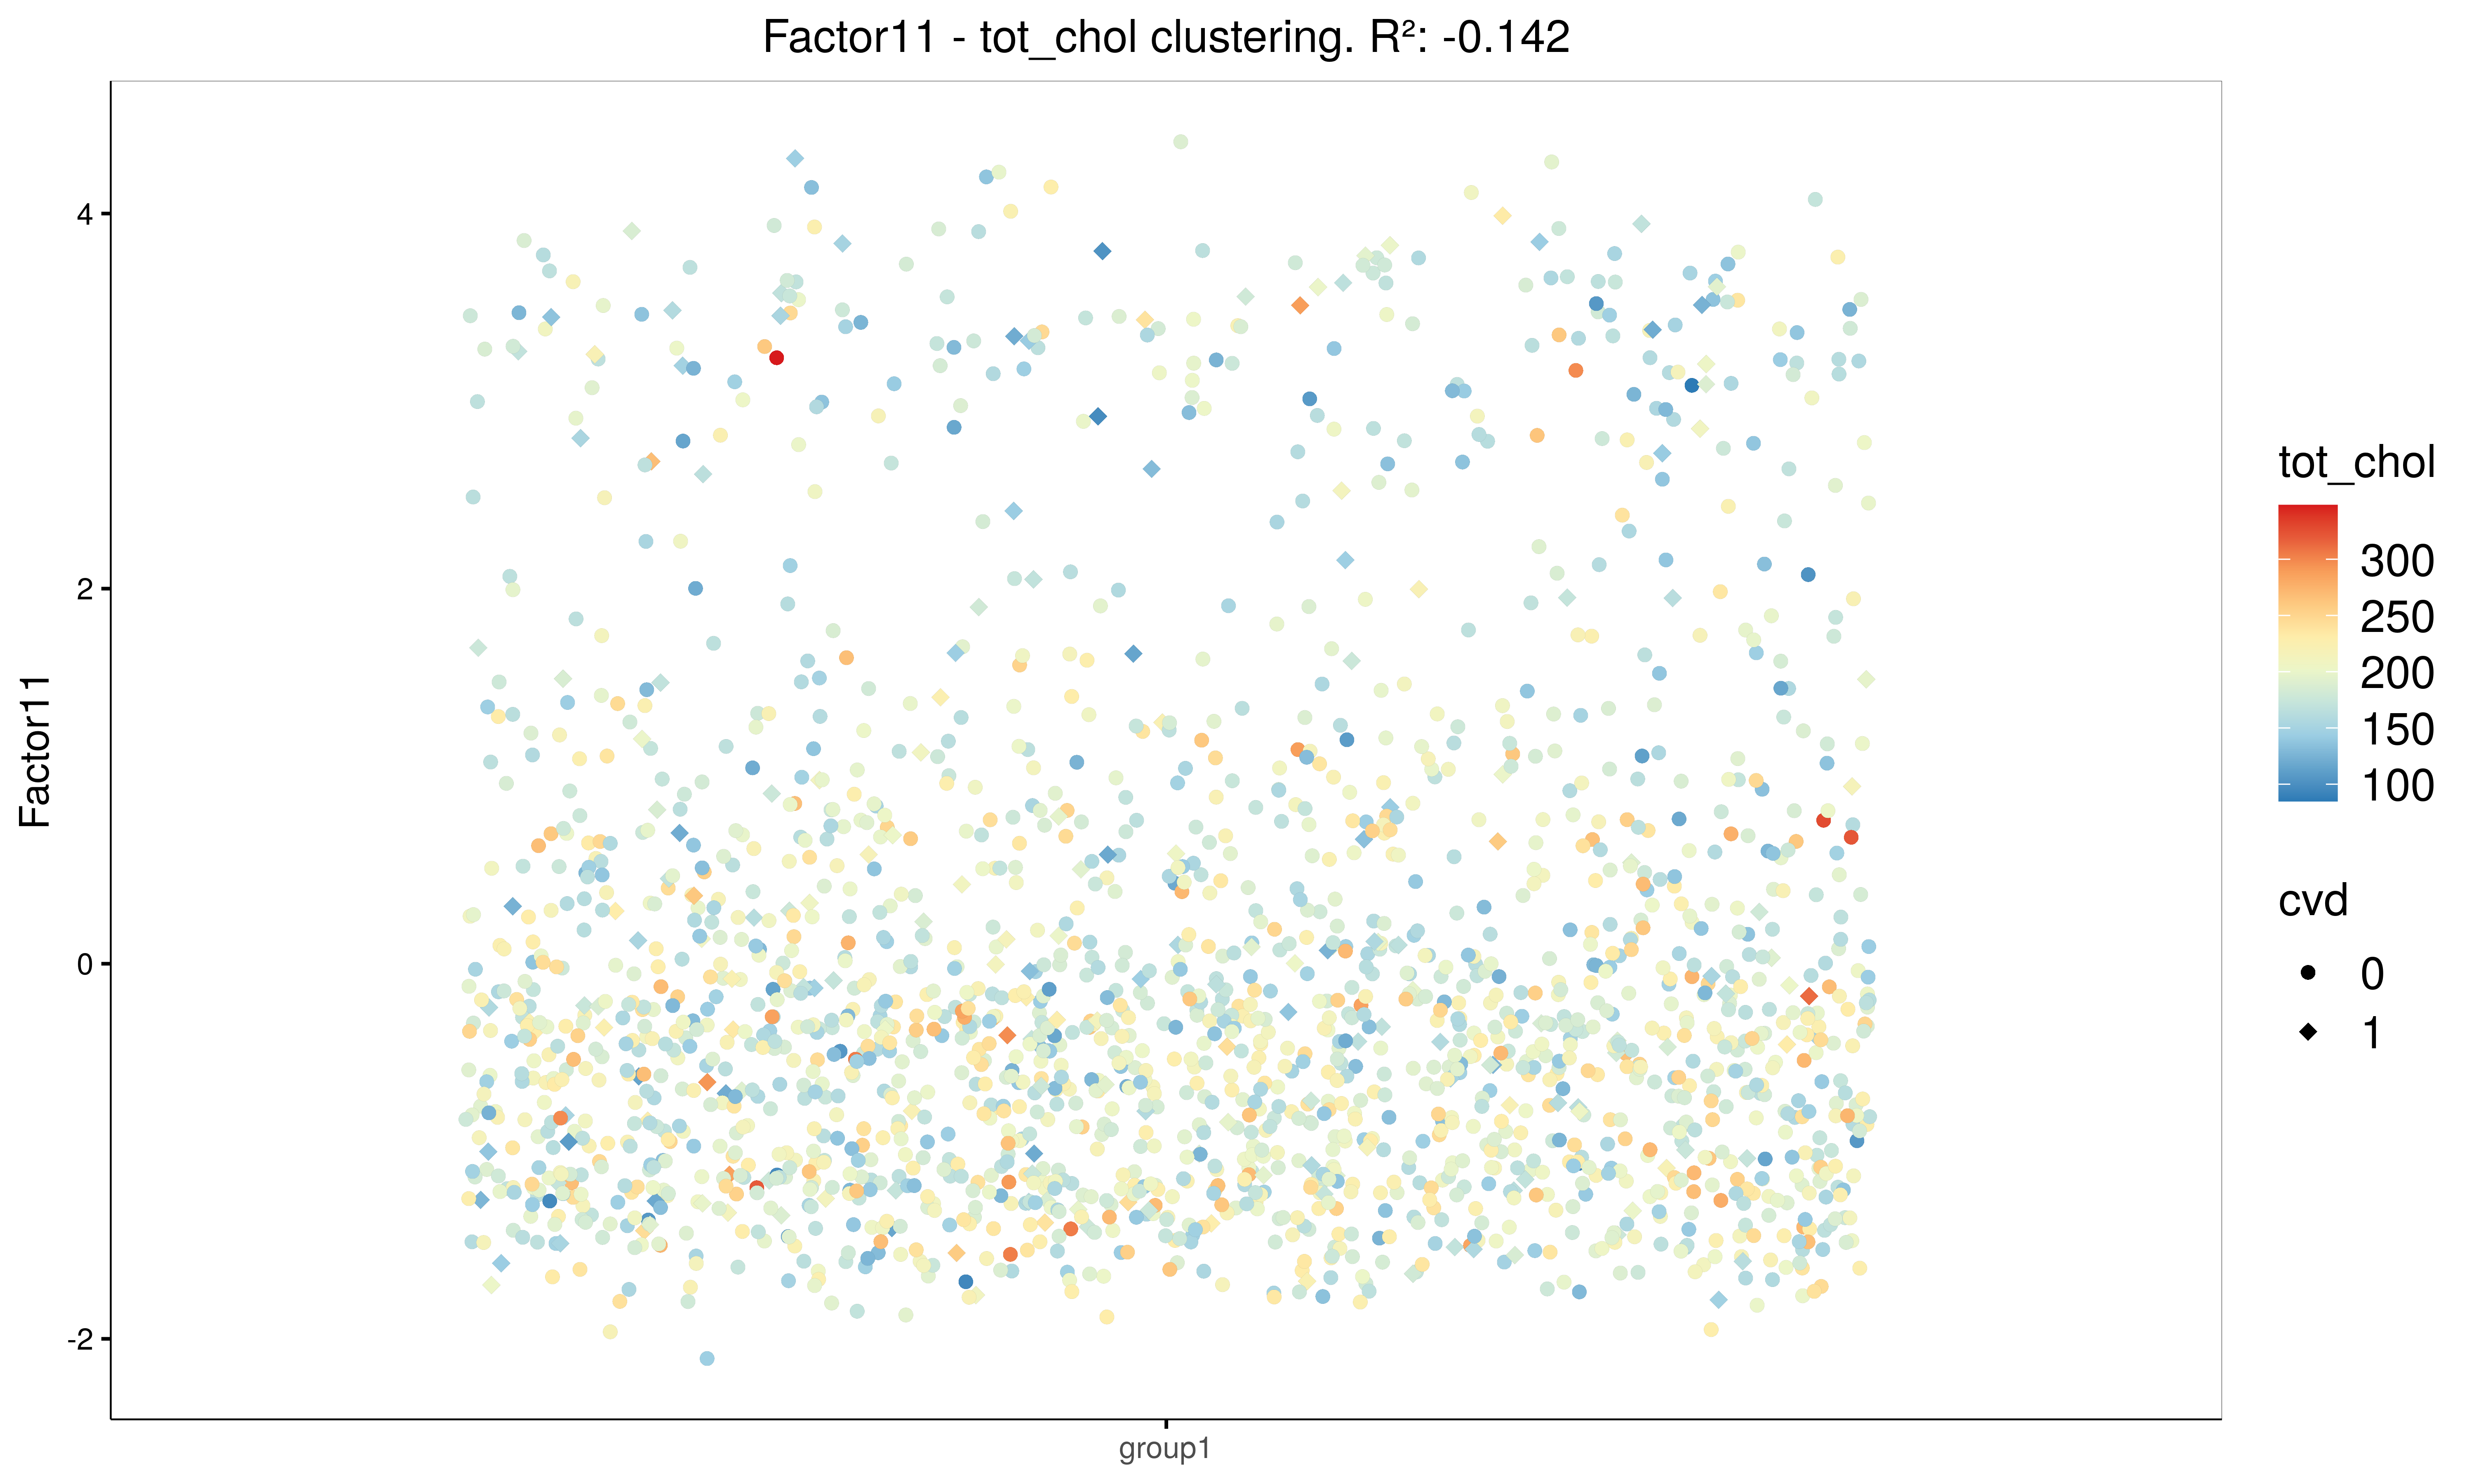 Factor11 - tot_chol clustering. R²: -0.142
Factor11
4
2
0
-2
group1
tot_chol
300
250
200
150
100
cvd
0
1